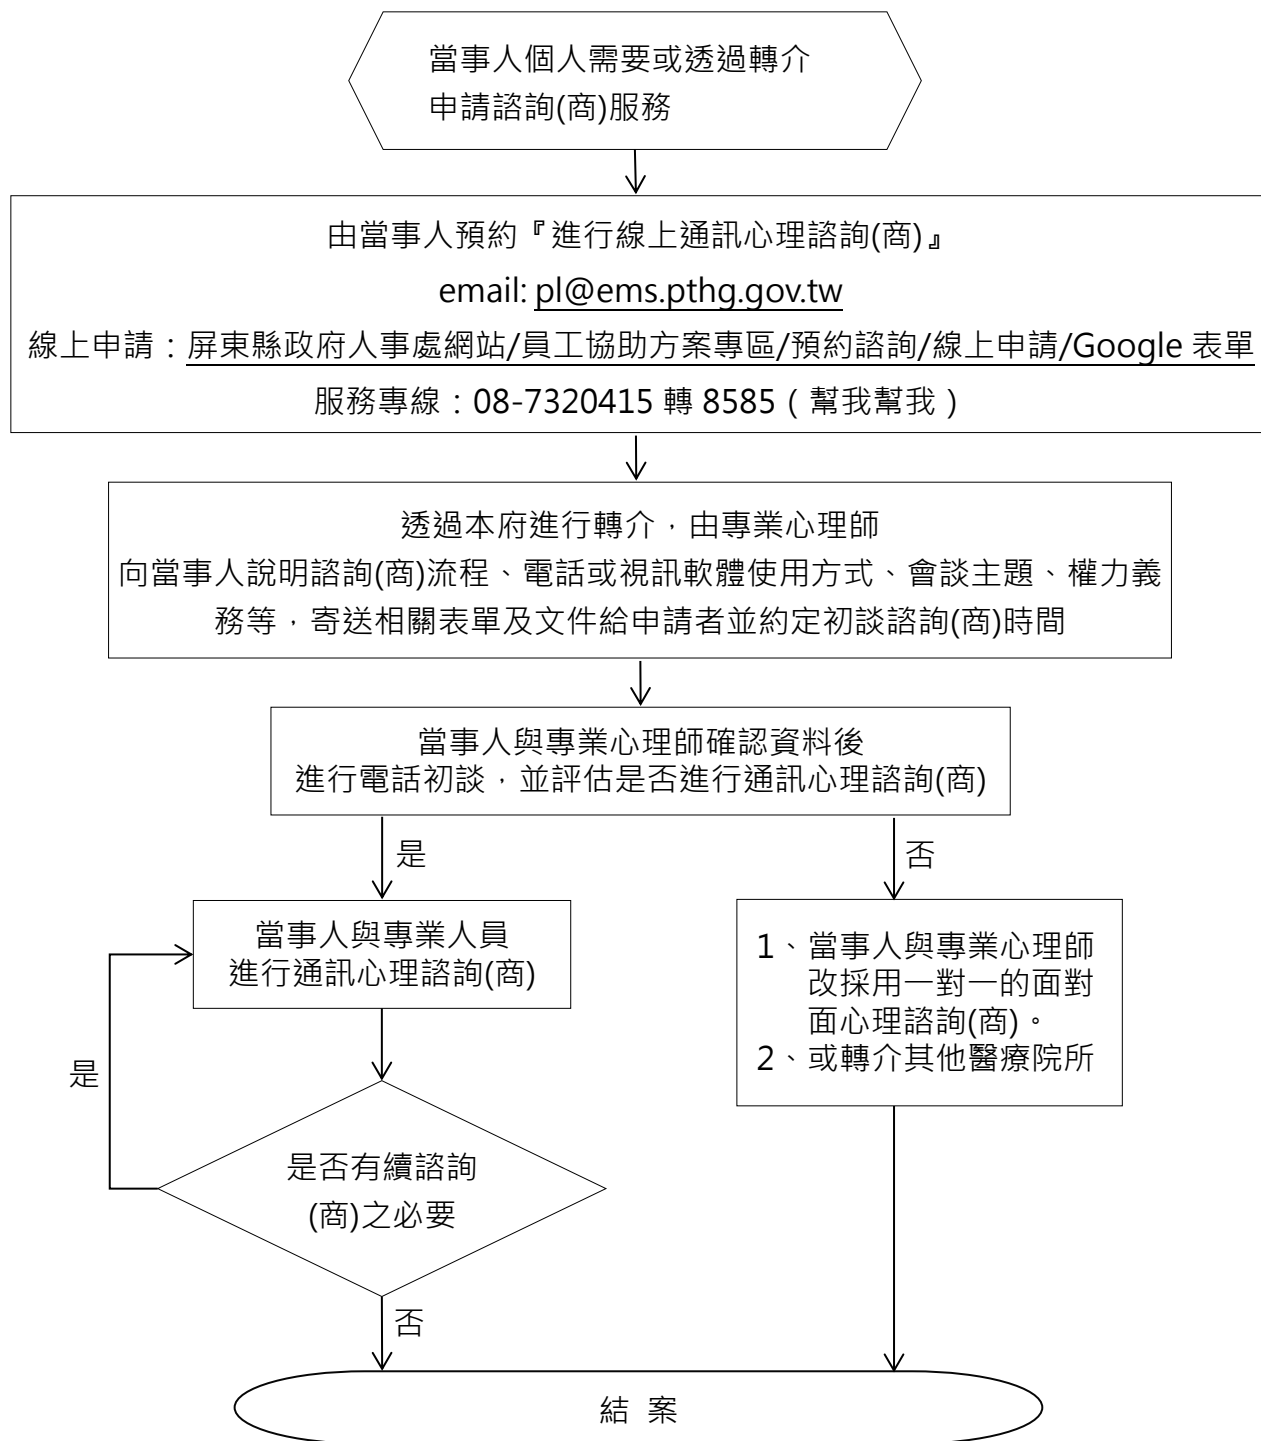 當事人個人需要或透過轉介
申請諮詢(商)服務
由當事人預約『進行線上通訊心理諮詢(商)』
email: pl@ems.pthg.gov.tw
線上申請：屏東縣政府人事處網站/員工協助方案專區/預約諮詢/線上申請/Google 表單
服務專線：08-7320415 轉 8585（幫我幫我）
透過本府進行轉介，由專業心理師
向當事人說明諮詢(商)流程、電話或視訊軟體使用方式、會談主題、權力義
務等，寄送相關表單及文件給申請者並約定初談諮詢(商)時間
當事人與專業心理師確認資料後
進行電話初談，並評估是否進行通訊心理諮詢(商)
是
否
當事人與專業人員
進行通訊心理諮詢(商)
1、當事人與專業心理師
改採用一對一的面對
面心理諮詢(商)。
2、或轉介其他醫療院所
是
是否有續諮詢
(商)之必要
否
結 案